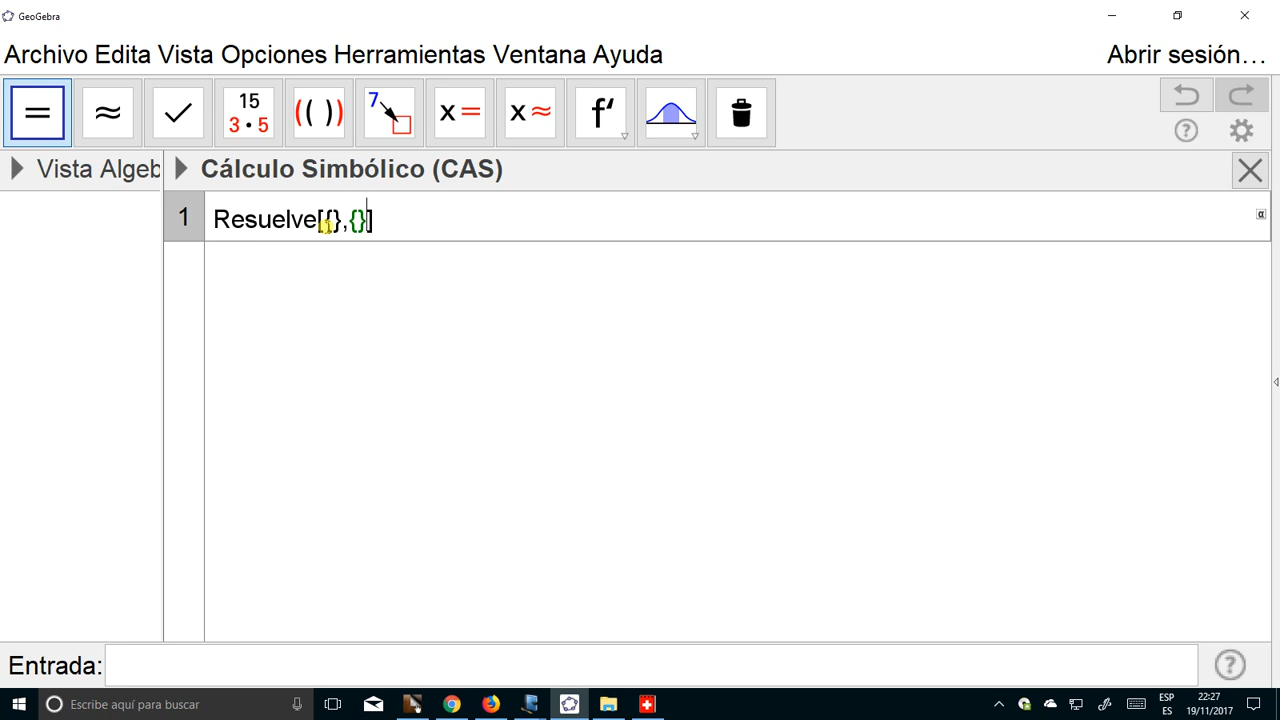 GeoGebra
Archivo Edita Vista Opciones Herramientas Ventana Ayuda
Abrir sesión…
= ≈ ✓ 15 3 • 5 (( )) 7 x = x ≈ f′
Vista Algeb
Cálculo Simbólico (CAS)
1 Resuelve[{},{}]
α
Entrada:
Escribe aquí para buscar
ESP 22:27
ES 19/11/2017